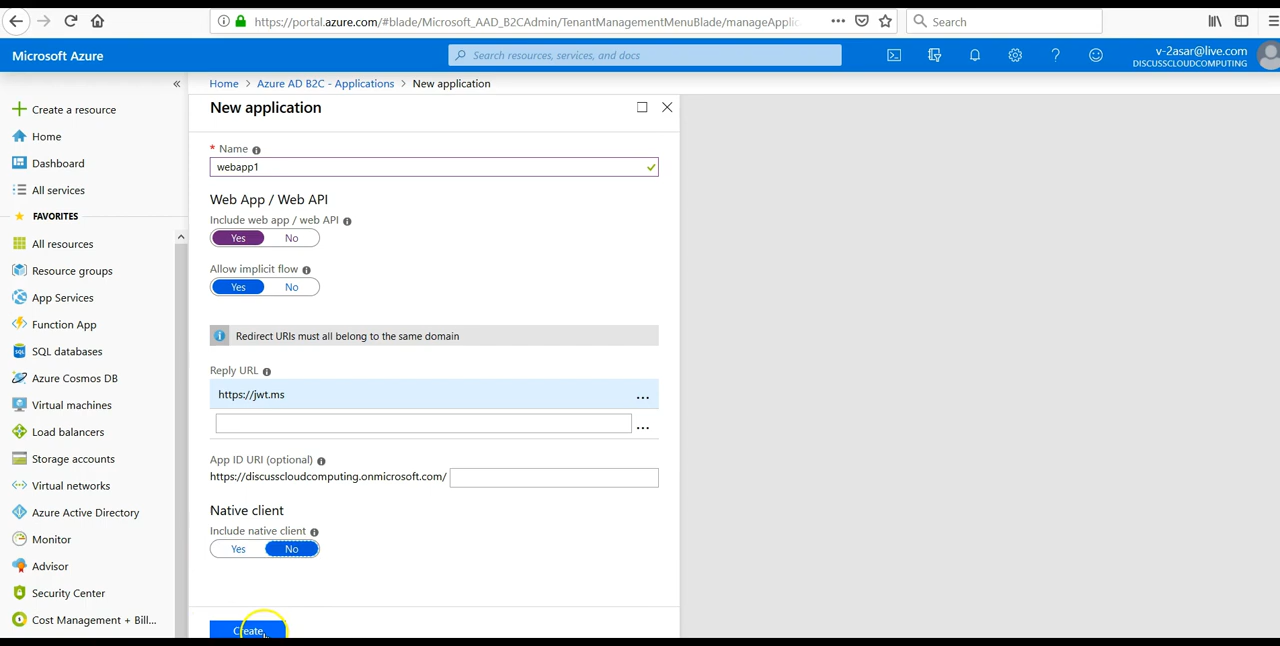 https://portal.azure.com/#blade/Microsoft_AAD_B2CAdmin/TenantManagementMenuBlade/manageApplic
Search
Microsoft Azure
Search resources, services, and docs
v-2asar@live.com
DISCUSSCLOUDCOMPUTING
Home > Azure AD B2C - Applications > New application
New application
Create a resource
Home
Dashboard
All services
FAVORITES
All resources
Resource groups
App Services
Function App
SQL databases
Azure Cosmos DB
Virtual machines
Load balancers
Storage accounts
Virtual networks
Azure Active Directory
Monitor
Advisor
Security Center
Cost Management + Bill...
* Name
webapp1
Web App / Web API
Include web app / web API
Yes No
Allow implicit flow
Yes No
Redirect URIs must all belong to the same domain
Reply URL
https://jwt.ms
App ID URI (optional)
https://discusscloudcomputing.onmicrosoft.com/
Native client
Include native client
Yes No
Create